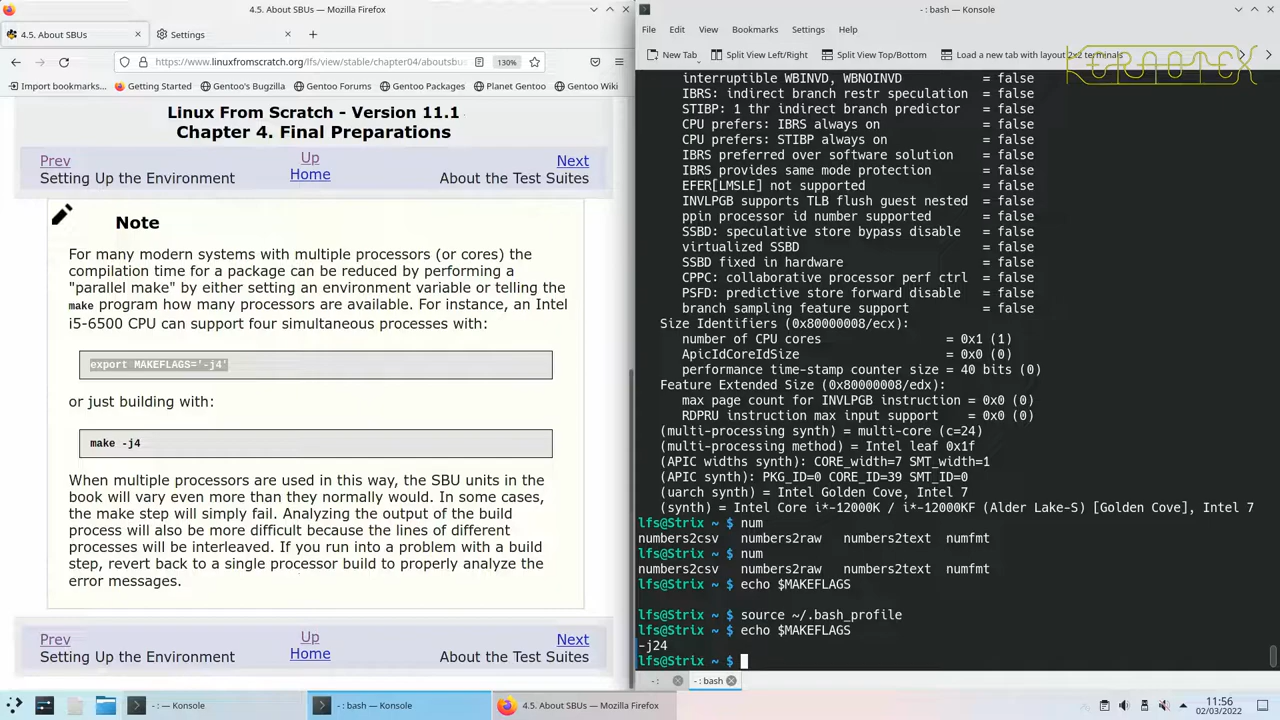 4.5. About SBUs — Mozilla Firefox
4.5. About SBUs
Settings
https://www.linuxfromscratch.org/lfs/view/stable/chapter04/aboutsbus
130%
Import bookmarks...
Getting Started
Gentoo's Bugzilla
Gentoo Forums
Gentoo Packages
Planet Gentoo
Gentoo Wiki
Linux From Scratch - Version 11.1
Chapter 4. Final Preparations
Prev
Up
Next
Setting Up the Environment
Home
About the Test Suites
Note
For many modern systems with multiple processors (or cores) the
compilation time for a package can be reduced by performing a
"parallel make" by either setting an environment variable or telling the
make program how many processors are available. For instance, an Intel
i5-6500 CPU can support four simultaneous processes with:
export MAKEFLAGS='-j4'
or just building with:
make -j4
When multiple processors are used in this way, the SBU units in the
book will vary even more than they normally would. In some cases,
the make step will simply fail. Analyzing the output of the build
process will also be more difficult because the lines of different
processes will be interleaved. If you run into a problem with a build
step, revert back to a single processor build to properly analyze the
error messages.
Prev
Up
Next
Setting Up the Environment
Home
About the Test Suites
- : bash — Konsole
File Edit View Bookmarks Settings Help
New Tab
Split View Left/Right
Split View Top/Bottom
Load a new tab with layout 2x2 terminals
KERNOTEX
interruptible WBINVD, WBNOINVD = false
IBRS: indirect branch restr speculation = false
STIBP: 1 thr indirect branch predictor = false
CPU prefers: IBRS always on = false
CPU prefers: STIBP always on = false
IBRS preferred over software solution = false
IBRS provides same mode protection = false
EFER[LMSLE] not supported = false
INVLPGB supports TLB flush guest nested = false
ppin processor id number supported = false
SSBD: speculative store bypass disable = false
virtualized SSBD = false
SSBD fixed in hardware = false
CPPC: collaborative processor perf ctrl = false
PSFD: predictive store forward disable = false
branch sampling feature support = false
Size Identifiers (0x80000008/ecx):
number of CPU cores = 0x1 (1)
ApicIdCoreIdSize = 0x0 (0)
performance time-stamp counter size = 40 bits (0)
Feature Extended Size (0x80000008/edx):
max page count for INVLPGB instruction = 0x0 (0)
RDPRU instruction max input support = 0x0 (0)
(multi-processing synth) = multi-core (c=24)
(multi-processing method) = Intel leaf 0x1f
(APIC widths synth): CORE_width=7 SMT_width=1
(APIC synth): PKG_ID=0 CORE_ID=39 SMT_ID=0
(uarch synth) = Intel Golden Cove, Intel 7
(synth) = Intel Core i*-12000K / i*-12000KF (Alder Lake-S) [Golden Cove], Intel 7
lfs@Strix ~ $ num
numbers2csv numbers2raw numbers2text numfmt
lfs@Strix ~ $ num
numbers2csv numbers2raw numbers2text numfmt
lfs@Strix ~ $ echo $MAKEFLAGS
lfs@Strix ~ $ source ~/.bash_profile
lfs@Strix ~ $ echo $MAKEFLAGS
-j24
lfs@Strix ~ $
- :
- : bash
- : — Konsole
- : bash — Konsole
4.5. About SBUs — Mozilla Firefox
11:56
02/03/2022